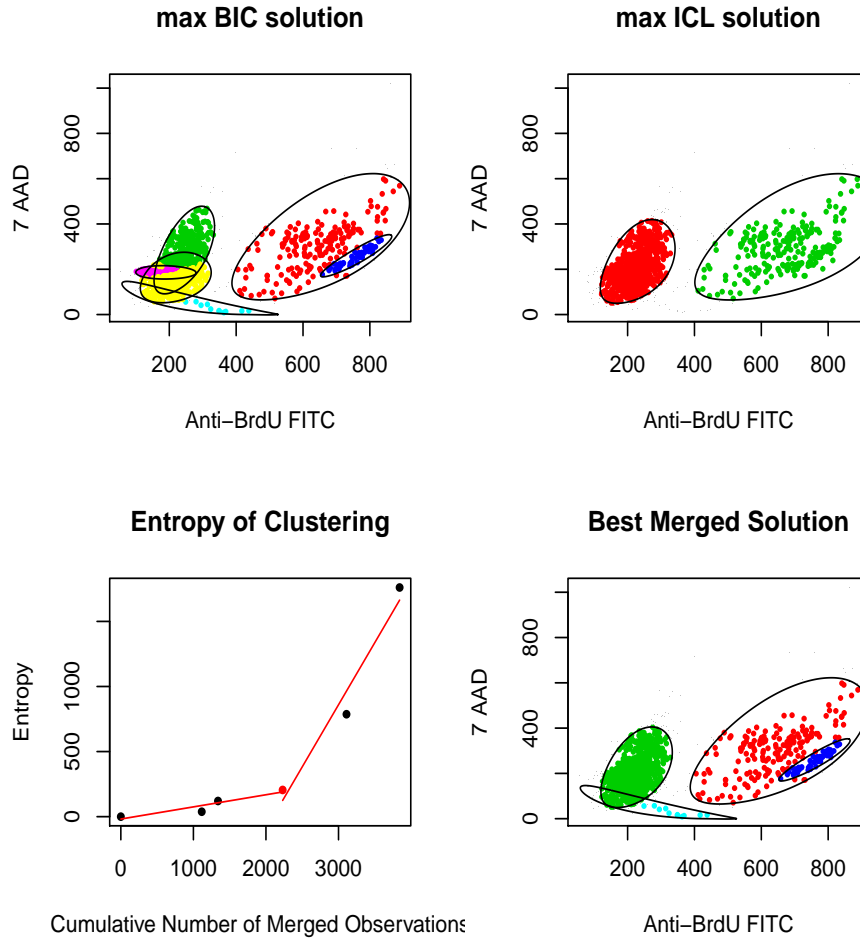 max BIC solution
7 AAD
0 200 400 800
200 400 600 800
Anti−BrdU FITC
max ICL solution
7 AAD
0 200 400 800
200 400 600 800
Anti−BrdU FITC
Entropy of Clustering
Entropy
0 500 1000
0 1000 3000
Cumulative Number of Merged Observations
Best Merged Solution
7 AAD
0 200 400 800
200 400 600 800
Anti−BrdU FITC